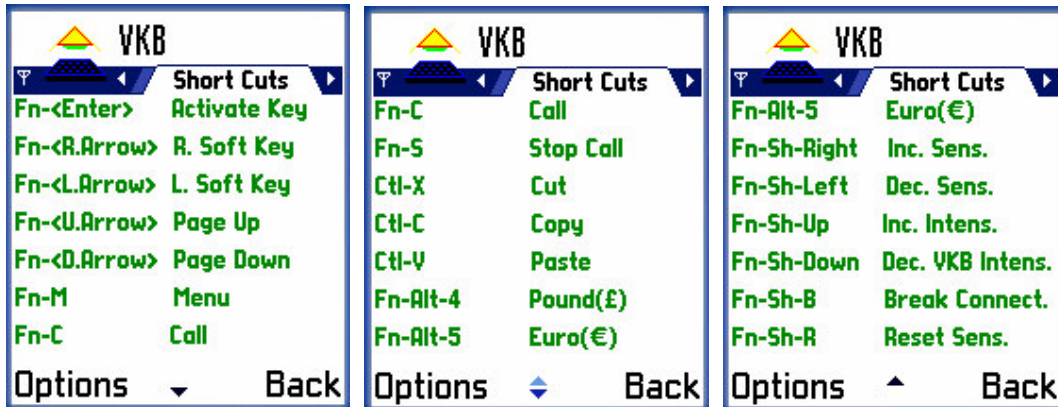 VKB
Short Cuts
Fn-<Enter> Activate Key
Fn-<R.Arrow> R. Soft Key
Fn-<L.Arrow> L. Soft Key
Fn-<U.Arrow> Page Up
Fn-<D.Arrow> Page Down
Fn-M Menu
Fn-C Call
Options Back
VKB
Short Cuts
Fn-C Call
Fn-S Stop Call
Ctl-X Cut
Ctl-C Copy
Ctl-V Paste
Fn-Alt-4 Pound(£)
Fn-Alt-5 Euro(€)
Options Back
VKB
Short Cuts
Fn-Alt-5 Euro(€)
Fn-Sh-Right Inc. Sens.
Fn-Sh-Left Dec. Sens.
Fn-Sh-Up Inc. Intens.
Fn-Sh-Down Dec. VKB Intens.
Fn-Sh-B Break Connect.
Fn-Sh-R Reset Sens.
Options Back